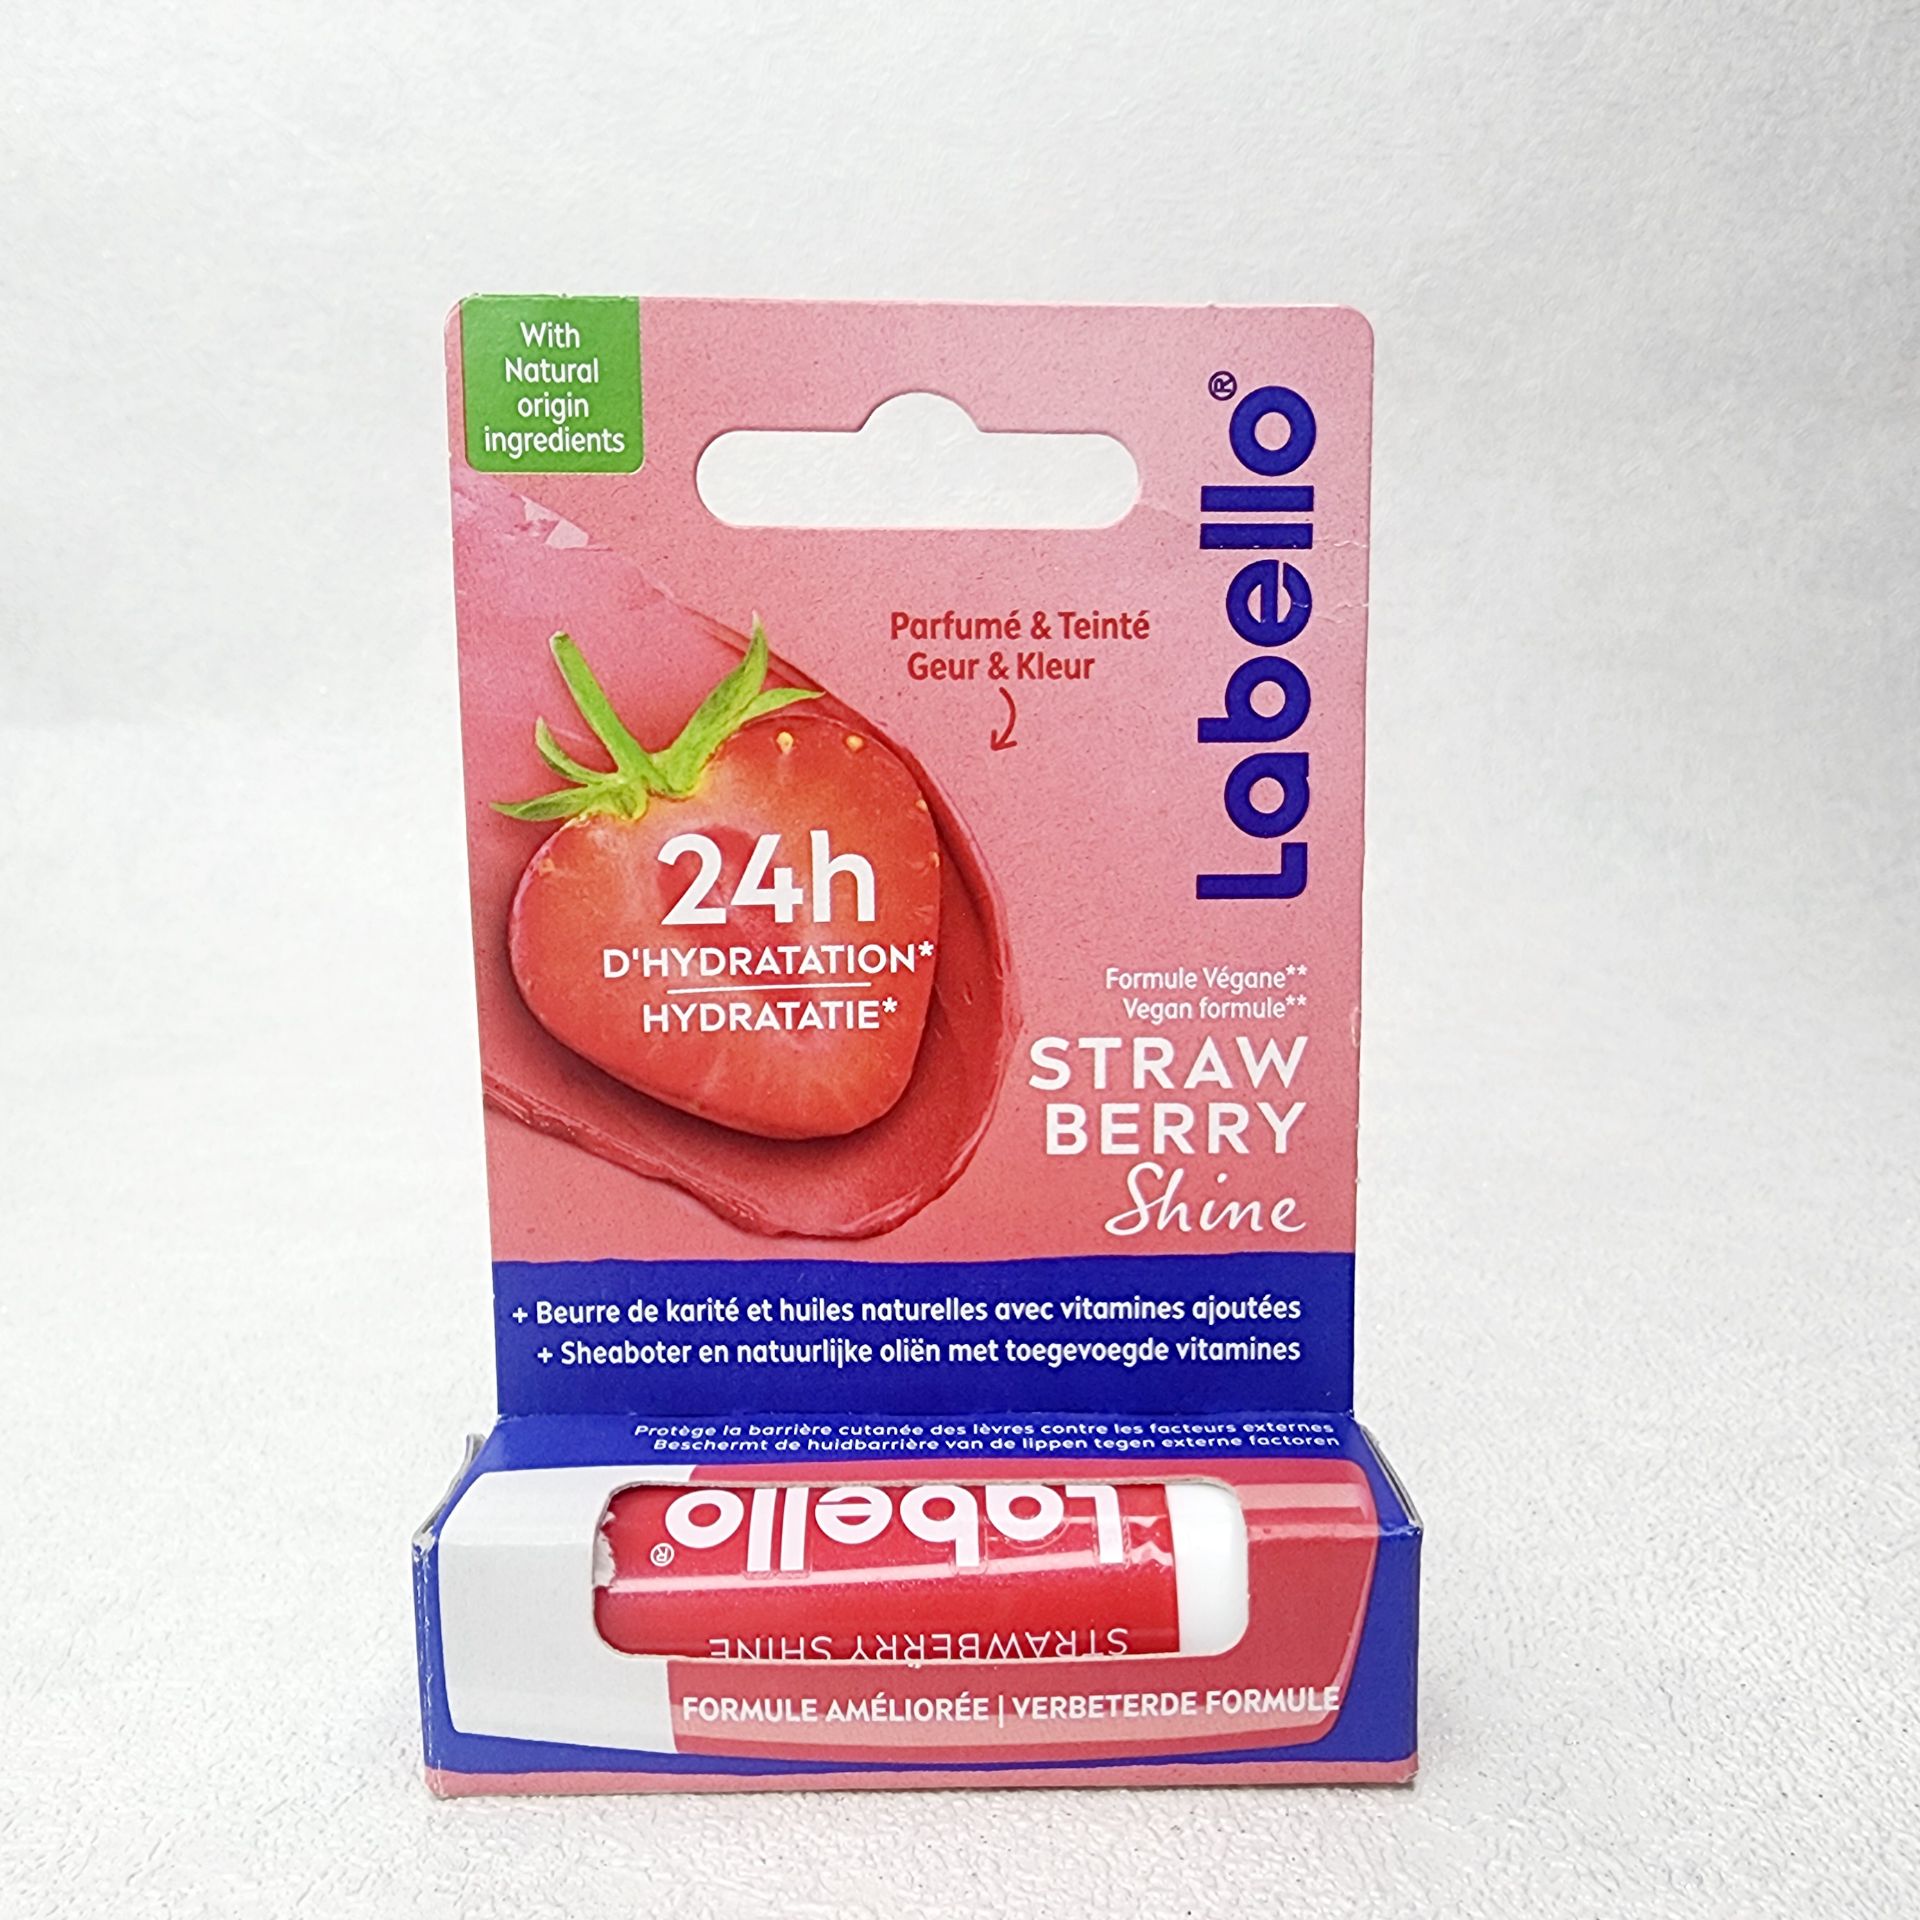 With
Natural
origin
ingredients
Labello®
Parfumé & Teinté
Geur & Kleur
24h
D'HYDRATATION*
HYDRATATIE*
Formule Végane**
Vegan formule**
STRAW
BERRY
Shine
+ Beurre de karité et huiles naturelles avec vitamines ajoutées
+ Sheaboter en natuurlijke oliën met toegevoegde vitamines
Protège la barrière cutanée des lèvres contre les facteurs externes
Beschermt de huidbarrière van de lippen tegen externe factoren
Labello®
STRAWBERRY SHINE
FORMULE AMÉLIORÉE | VERBETERDE FORMULE